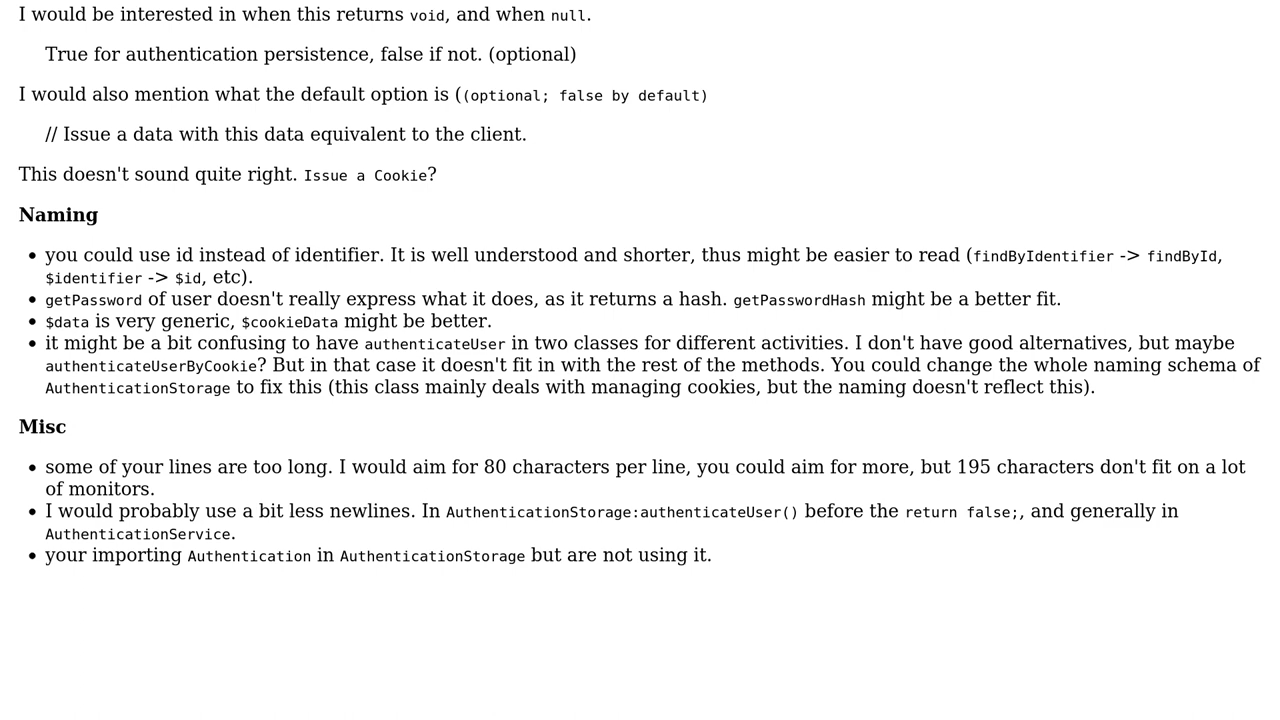 I would be interested in when this returns void, and when null.
True for authentication persistence, false if not. (optional)
I would also mention what the default option is ((optional; false by default)
// Issue a data with this data equivalent to the client.
This doesn't sound quite right. Issue a Cookie?
Naming
• you could use id instead of identifier. It is well understood and shorter, thus might be easier to read (findByIdentifier -> findById,
$identifier -> $id, etc).
• getPassword of user doesn't really express what it does, as it returns a hash. getPasswordHash might be a better fit.
• $data is very generic, $cookieData might be better.
• it might be a bit confusing to have authenticateUser in two classes for different activities. I don't have good alternatives, but maybe
authenticateUserByCookie? But in that case it doesn't fit in with the rest of the methods. You could change the whole naming schema of
AuthenticationStorage to fix this (this class mainly deals with managing cookies, but the naming doesn't reflect this).
Misc
• some of your lines are too long. I would aim for 80 characters per line, you could aim for more, but 195 characters don't fit on a lot
of monitors.
• I would probably use a bit less newlines. In AuthenticationStorage:authenticateUser() before the return false;, and generally in
AuthenticationService.
• your importing Authentication in AuthenticationStorage but are not using it.